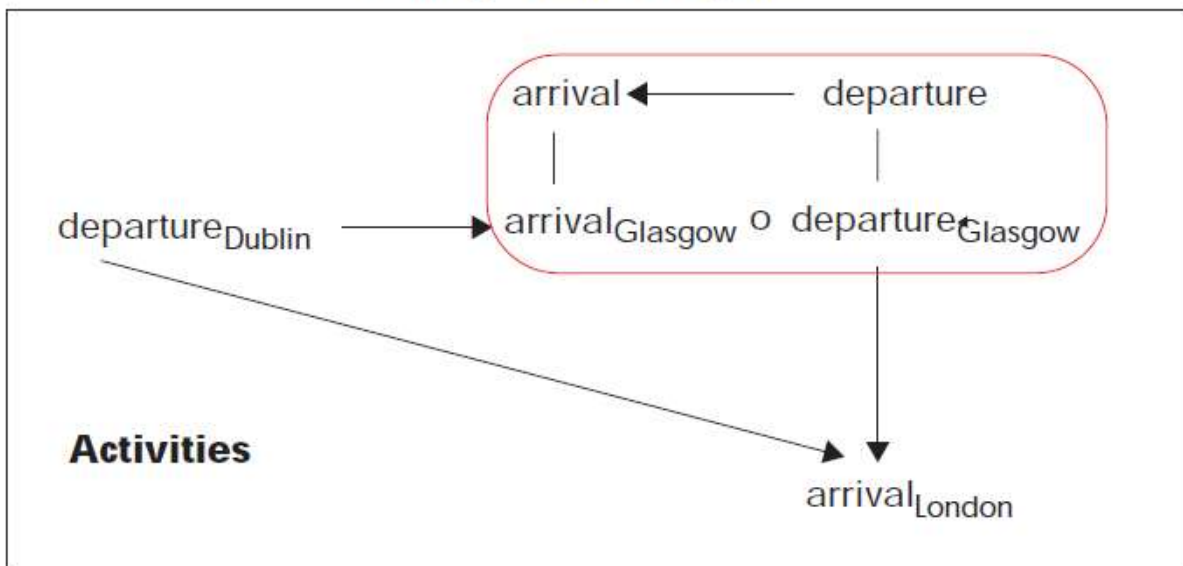 arrival departure
departureDublin arrivalGlasgow o departureGlasgow
Activities
arrivalLondon